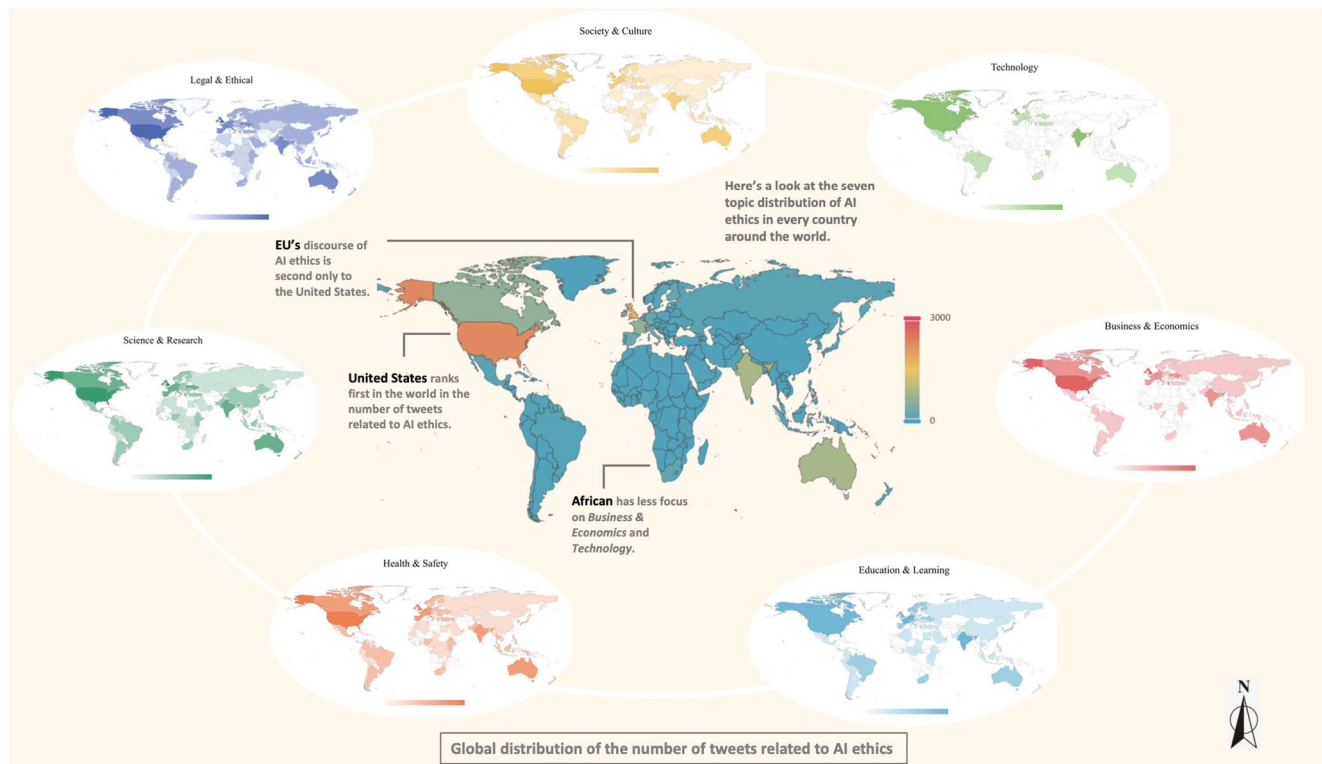 Society & Culture
Legal & Ethical
Technology
Here's a look at the seven
topic distribution of AI
ethics in every country
around the world.
EU's discourse of
AI ethics is
second only to
the United States.
3000
0
Science & Research
Business & Economics
United States ranks
first in the world in the
number of tweets
related to AI ethics.
African has less focus
on Business &
Economics and
Technology.
Health & Safety
Education & Learning
N
Global distribution of the number of tweets related to AI ethics